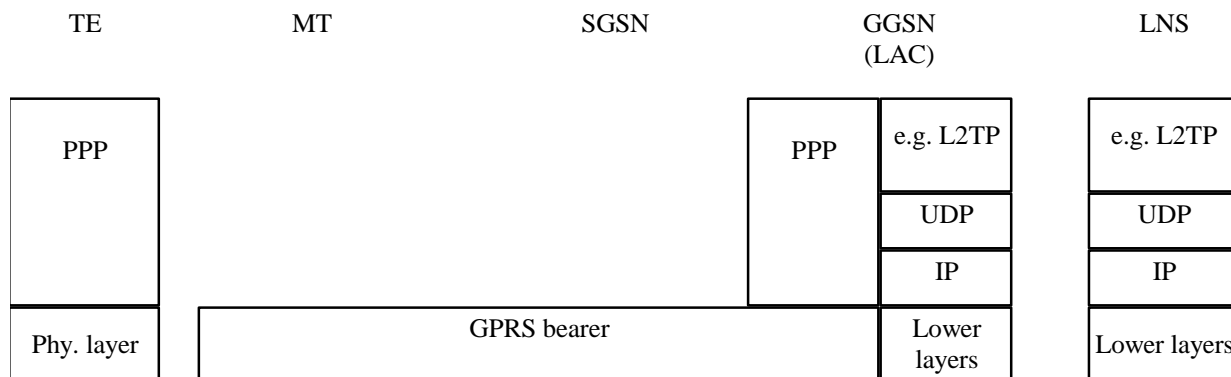 TE MT SGSN GGSN LNS
(LAC)
PPP PPP e.g. L2TP e.g. L2TP
UDP UDP
IP IP
Phy. layer GPRS bearer Lower Lower layers
layers